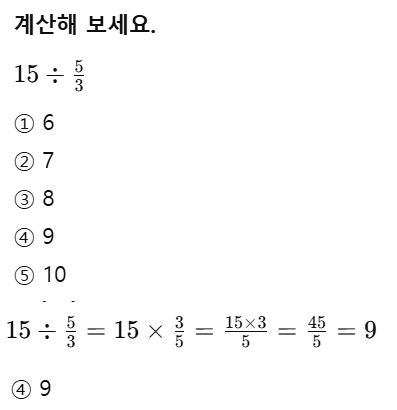 계산해 보세요.
15 ÷ 5/3
① 6
② 7
③ 8
④ 9
⑤ 10
15 ÷ 5/3 = 15 × 3/5 = 15×3/5 = 45/5 = 9
④ 9